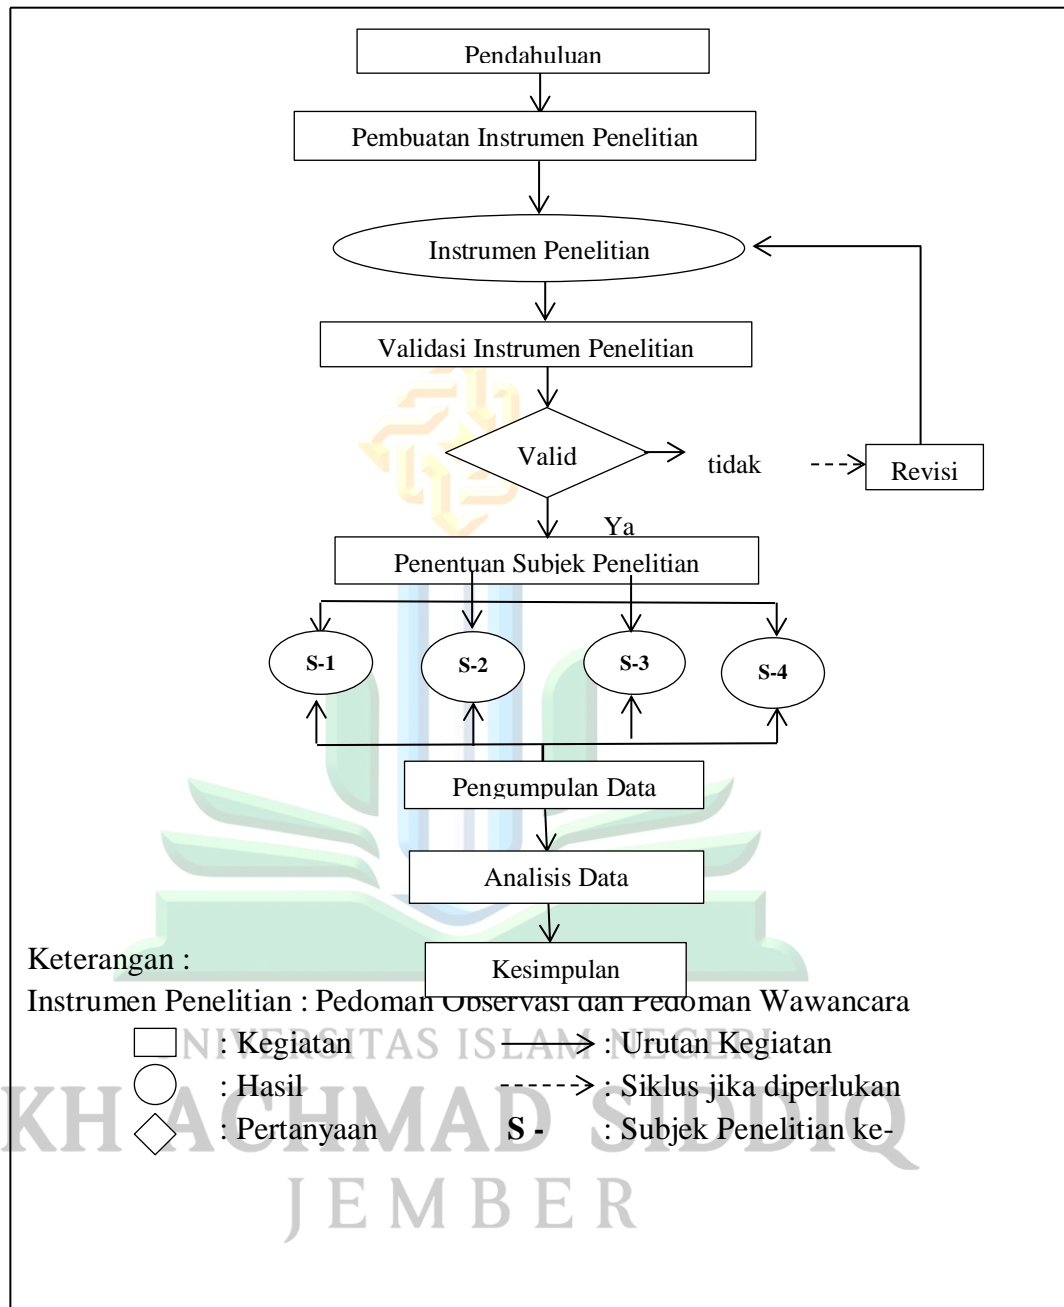 Pendahuluan
Pembuatan Instrumen Penelitian
Instrumen Penelitian
Validasi Instrumen Penelitian
Valid
tidak
Revisi
Ya
Penentuan Subjek Penelitian
S-1
S-2
S-3
S-4
Pengumpulan Data
Analisis Data
Kesimpulan
Keterangan :
Instrumen Penelitian : Pedoman Observasi dan Pedoman Wawancara
: Kegiatan
: Urutan Kegiatan
: Hasil
: Siklus jika diperlukan
: Pertanyaan
S - : Subjek Penelitian ke-
UNIVERSITAS ISLAM NEGERI
KH ACHMAD SIDDIQ
JEMBER